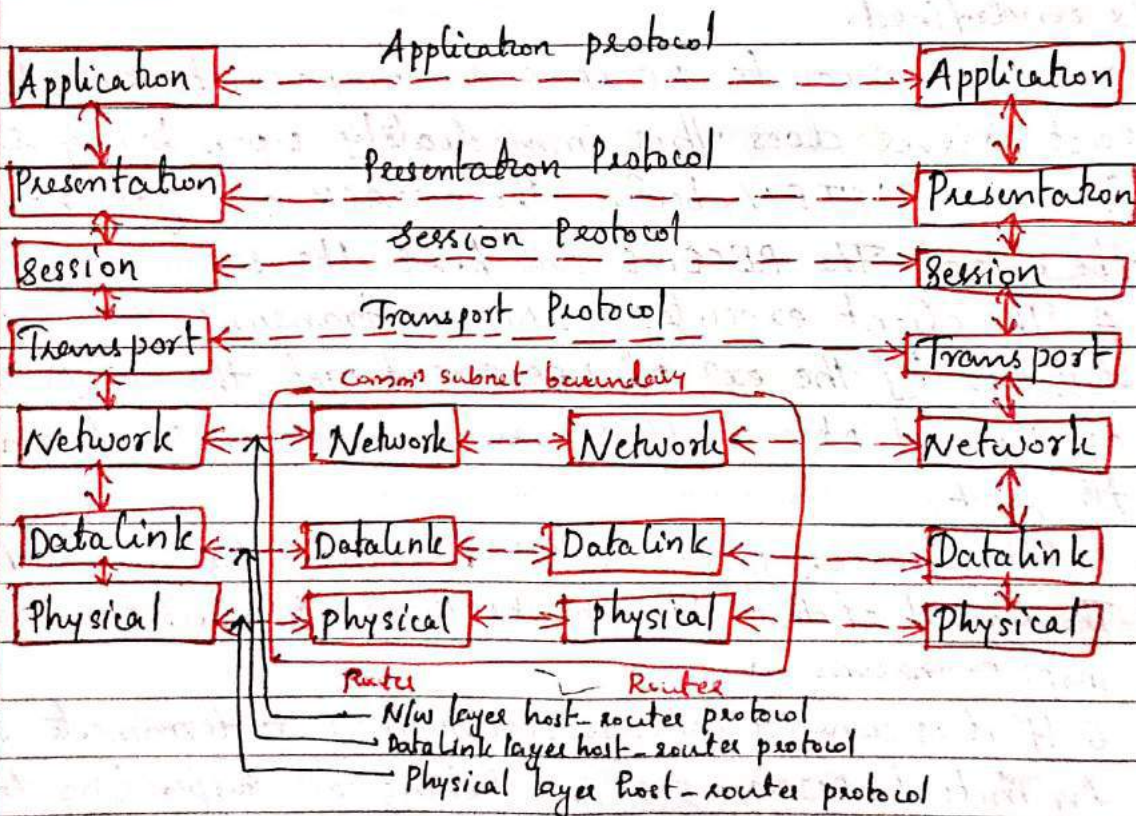 Application protocol
Application Application
Presentation Protocol
Presentation Presentation
Session Protocol
Session Session
Transport Protocol
Transport Transport
Commn subnet boundary
Network Network Network Network
Datalink Datalink Datalink Datalink
Physical physical physical Physical
Router Router
N/w layer host-router protocol
DataLink layer host-router protocol
Physical layer host-router protocol